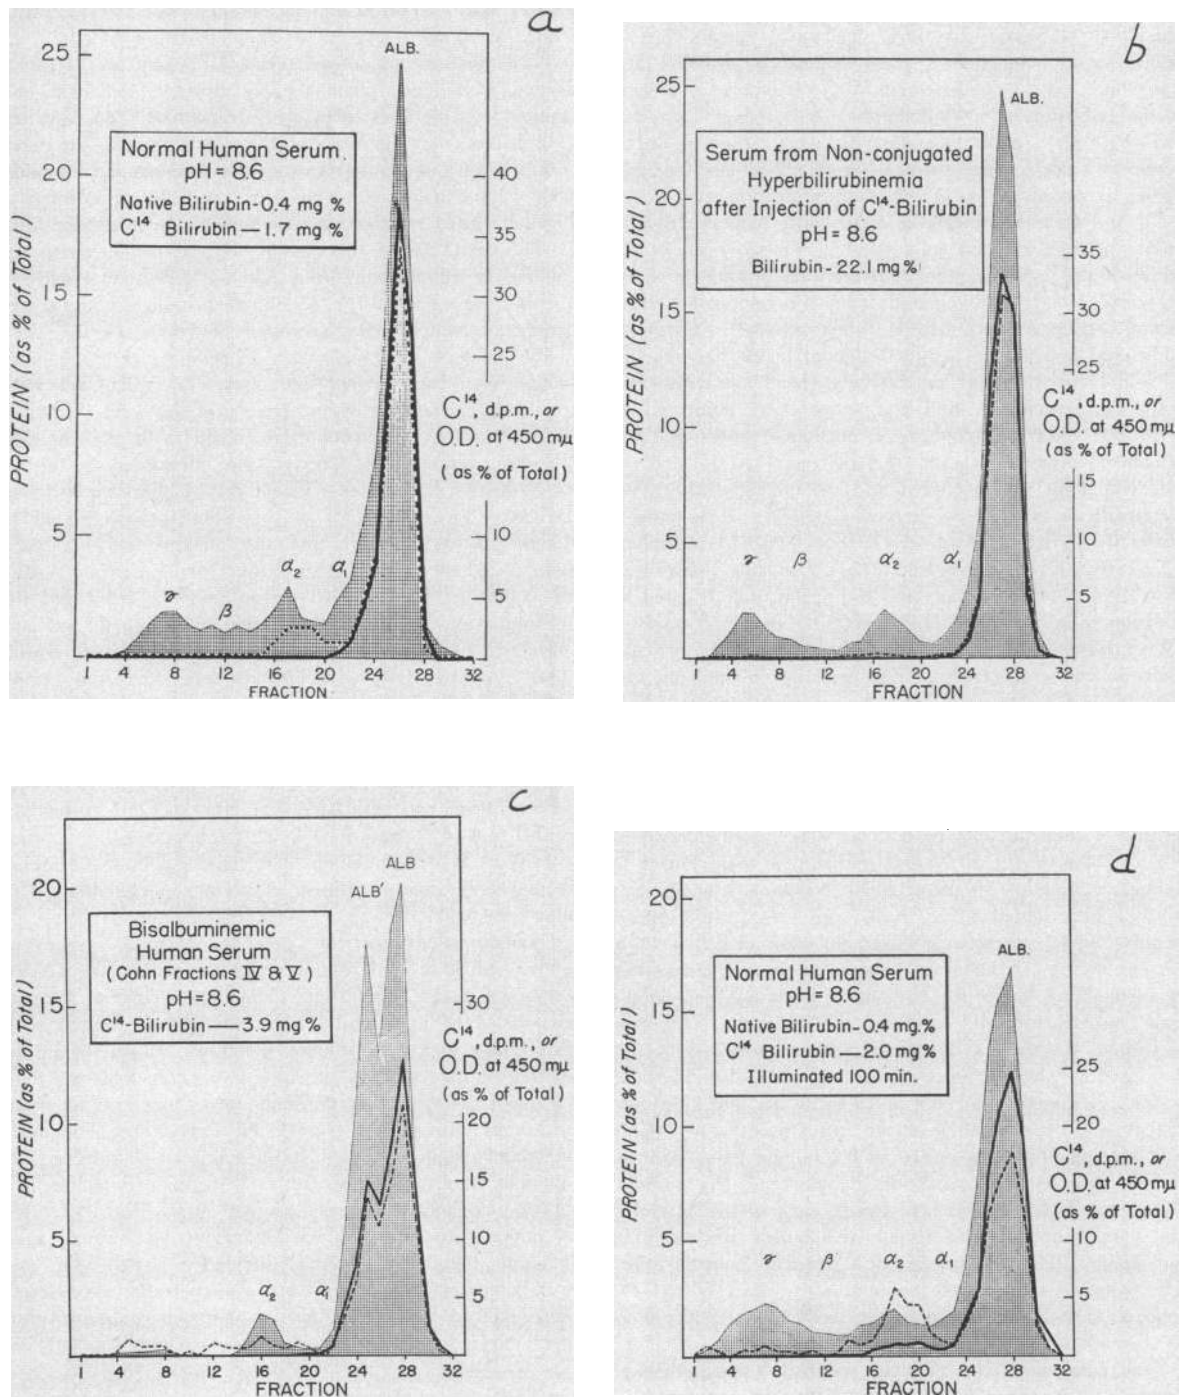 a
ALB.
25
20
15
10
5
PROTEIN (as % of Total)
Normal Human Serum
pH = 8.6
Native Bilirubin-0.4 mg %
C14 Bilirubin — 1.7 mg %
40
35
30
25
C14, d.p.m., or
O.D. at 450 mμ
(as % of Total)
10
5
γ
β
α2
α1
1 4 8 12 16 20 24 28 32
FRACTION
b
ALB.
25
20
15
10
5
PROTEIN (as % of Total)
Serum from Non-conjugated
Hyperbilirubinemia
after Injection of C14-Bilirubin
pH = 8.6
Bilirubin - 22.1 mg %
35
30
25
C14, d.p.m., or
O.D. at 450 mμ
(as % of Total)
15
10
5
γ
β
α2
α1
1 4 8 12 16 20 24 28 32
FRACTION
c
ALB
ALB'
20
15
10
5
PROTEIN (as % of Total)
Bisalbuminemic
Human Serum
(Cohn Fractions IV & V)
pH = 8.6
C14-Bilirubin — 3.9 mg %
30
C14, d.p.m., or
O.D. at 450 mμ
(as % of Total)
20
15
10
5
α2
α1
1 4 8 12 16 20 24 28 32
FRACTION
d
ALB.
20
15
10
5
PROTEIN (as % of Total)
Normal Human Serum
pH = 8.6
Native Bilirubin-0.4 mg.%
C14 Bilirubin — 2.0 mg %
Illuminated 100 min.
25
20
C14, d.p.m., or
O.D. at 450 mμ
(as % of Total)
10
5
γ
β
α2
α1
1 4 8 12 16 20 24 28 32
FRACTION